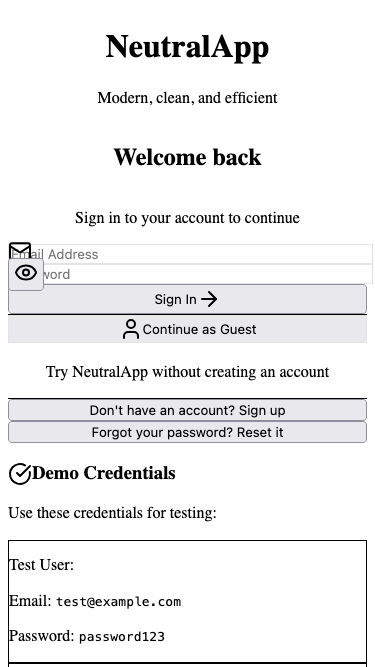 NeutralApp
Modern, clean, and efficient
Welcome back
Sign in to your account to continue
Email Address
word
Sign In
Continue as Guest
Try NeutralApp without creating an account
Don't have an account? Sign up
Forgot your password? Reset it
Demo Credentials
Use these credentials for testing:
Test User:
Email: test@example.com
Password: password123